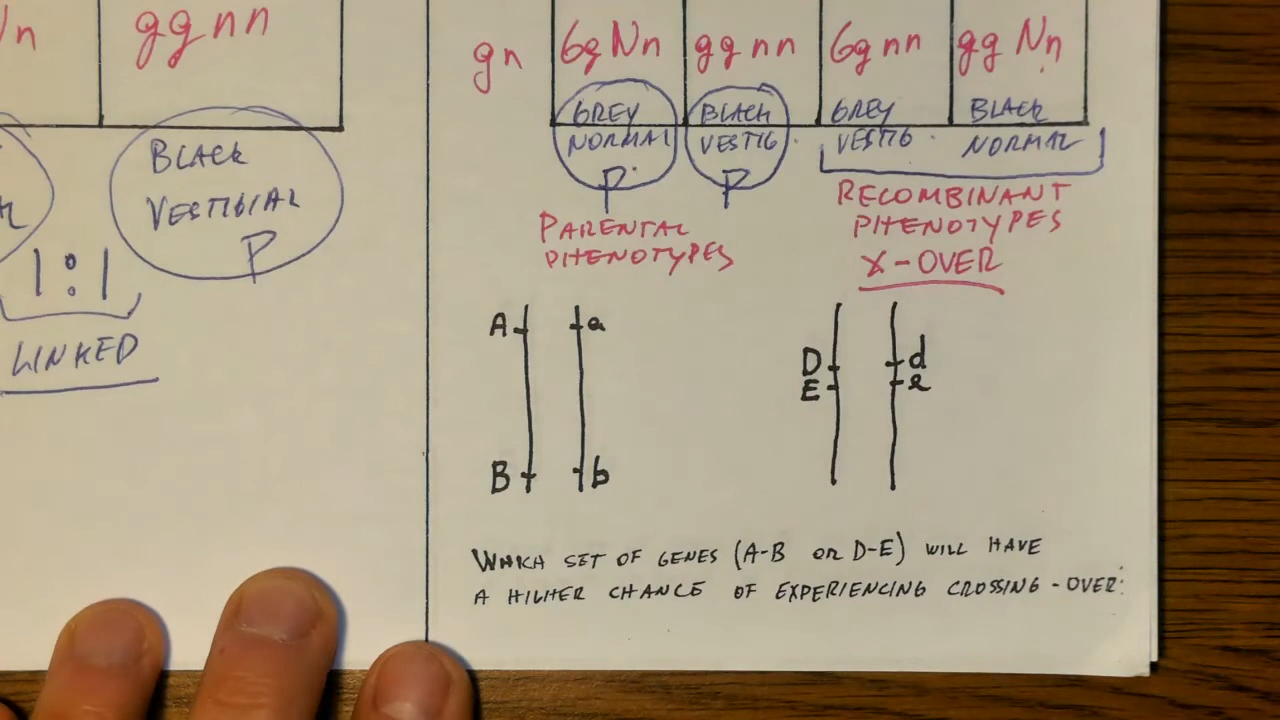 gg nn
BLACK
VESTIGIAL
P
1:1
LINKED
gn GgNn gg nn Gg nn gg Nn
GREY BLACK GREY BLACK
NORMAL VESTIG VESTIG NORMAL
P P
PARENTAL
PHENOTYPES
RECOMBINANT
PHENOTYPES
X-OVER
A a
B b
D d
E e
WHICH SET OF GENES (A-B OR D-E) WILL HAVE
A HIGHER CHANCE OF EXPERIENCING CROSSING-OVER: